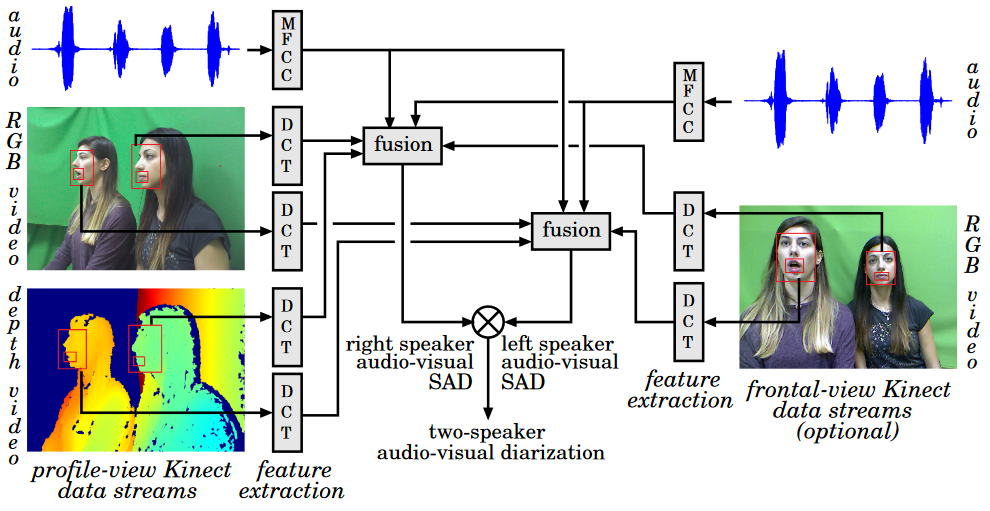 audio
MFCC
RGB video
DCT
DCT
depth video
DCT
DCT
profile-view Kinect
data streams
feature
extraction
fusion
fusion
right speaker
audio-visual
SAD
left speaker
audio-visual
SAD
two-speaker
audio-visual diarization
MFCC
audio
DCT
RGB video
DCT
feature
extraction
frontal-view Kinect
data streams
(optional)